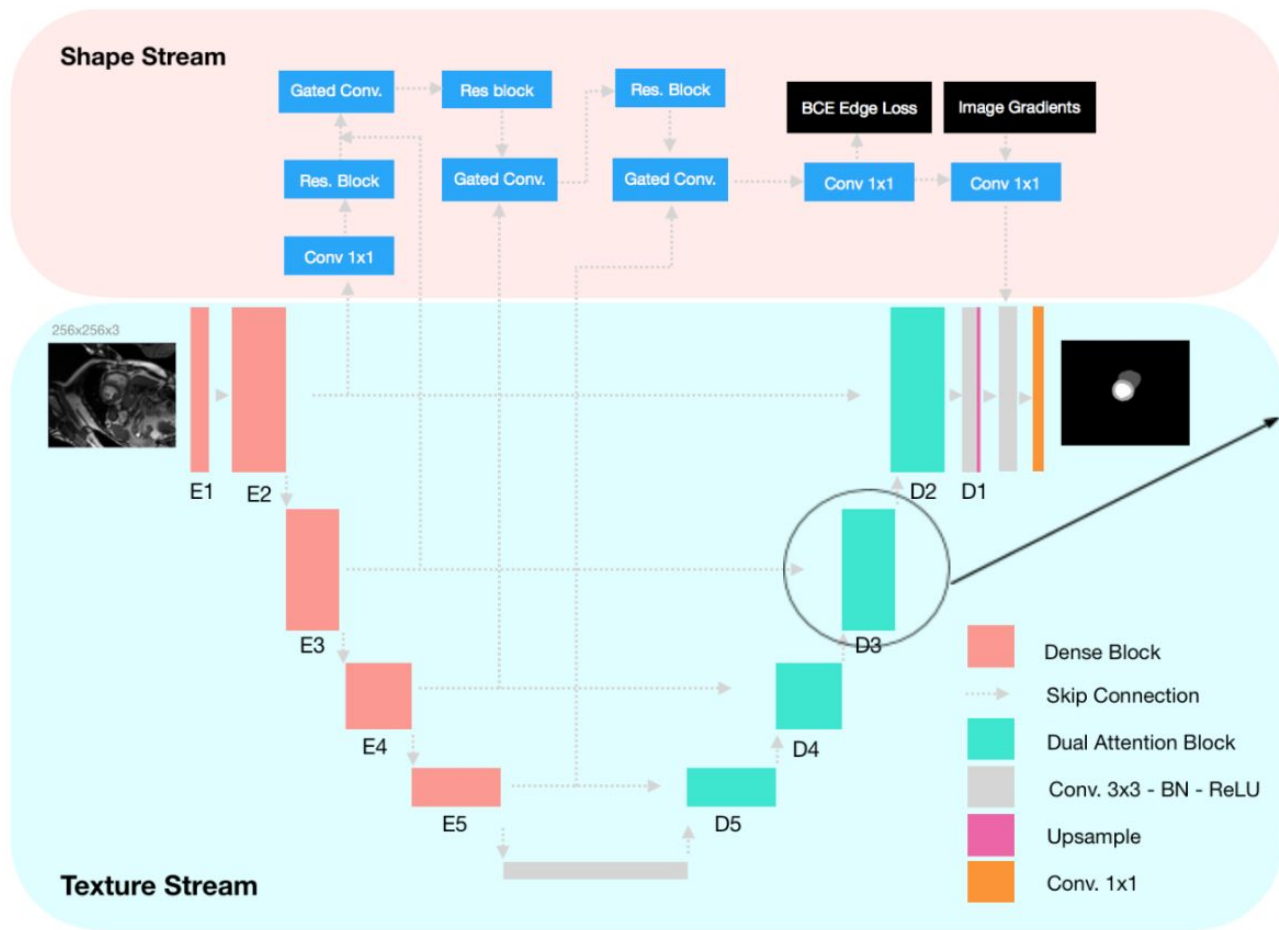 Shape Stream
Gated Conv.
Res block
Res. Block
BCE Edge Loss
Image Gradients
Res. Block
Gated Conv.
Gated Conv.
Conv 1x1
Conv 1x1
Conv 1x1
256x256x3
E1
E2
D2
D1
E3
D3
E4
D4
E5
D5
Dense Block
Skip Connection
Dual Attention Block
Conv. 3x3 - BN - ReLU
Upsample
Conv. 1x1
Texture Stream